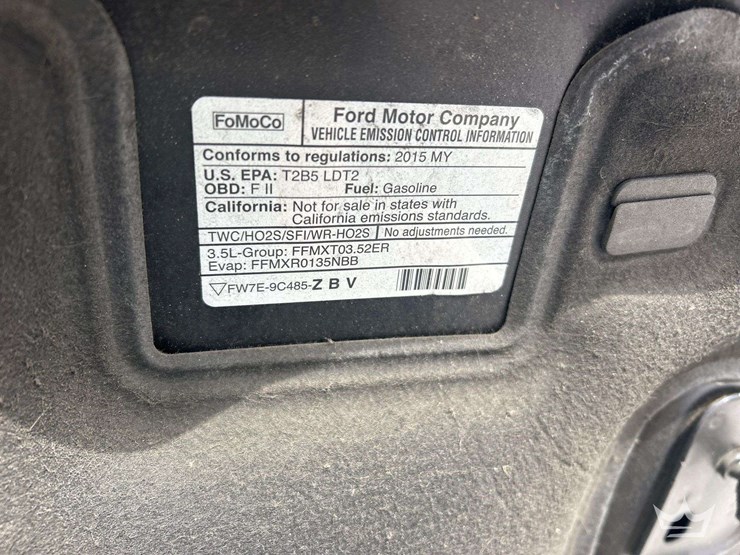 FoMoCo
Ford Motor Company
VEHICLE EMISSION CONTROL INFORMATION
Conforms to regulations: 2015 MY
U.S. EPA: T2B5 LDT2
OBD: F II Fuel: Gasoline
California: Not for sale in states with
California emissions standards.
TWC/HO2S/SFI/WR-HO2S No adjustments needed.
3.5L-Group: FFMXT03.52ER
Evap: FFMXR0135NBB
FW7E-9C485-Z B V